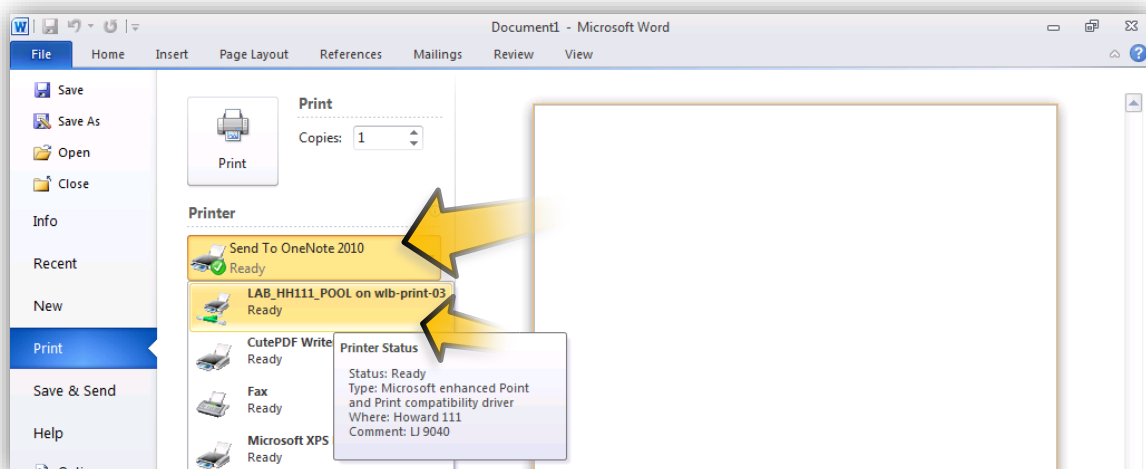 W
Document1 - Microsoft Word
File Home Insert Page Layout References Mailings Review View
?
Save
Save As
Open
Close
Info
Recent
New
Print
Save & Send
Help
Print
Copies: 1
Print
Printer
Send To OneNote 2010
Ready
LAB_HH111_POOL on wlb-print-03
Ready
CutePDF Write
Ready
Fax
Ready
Microsoft XPS
Ready
Printer Status
Status: Ready
Type: Microsoft enhanced Point
and Print compatibility driver
Where: Howard 111
Comment: LJ 9040